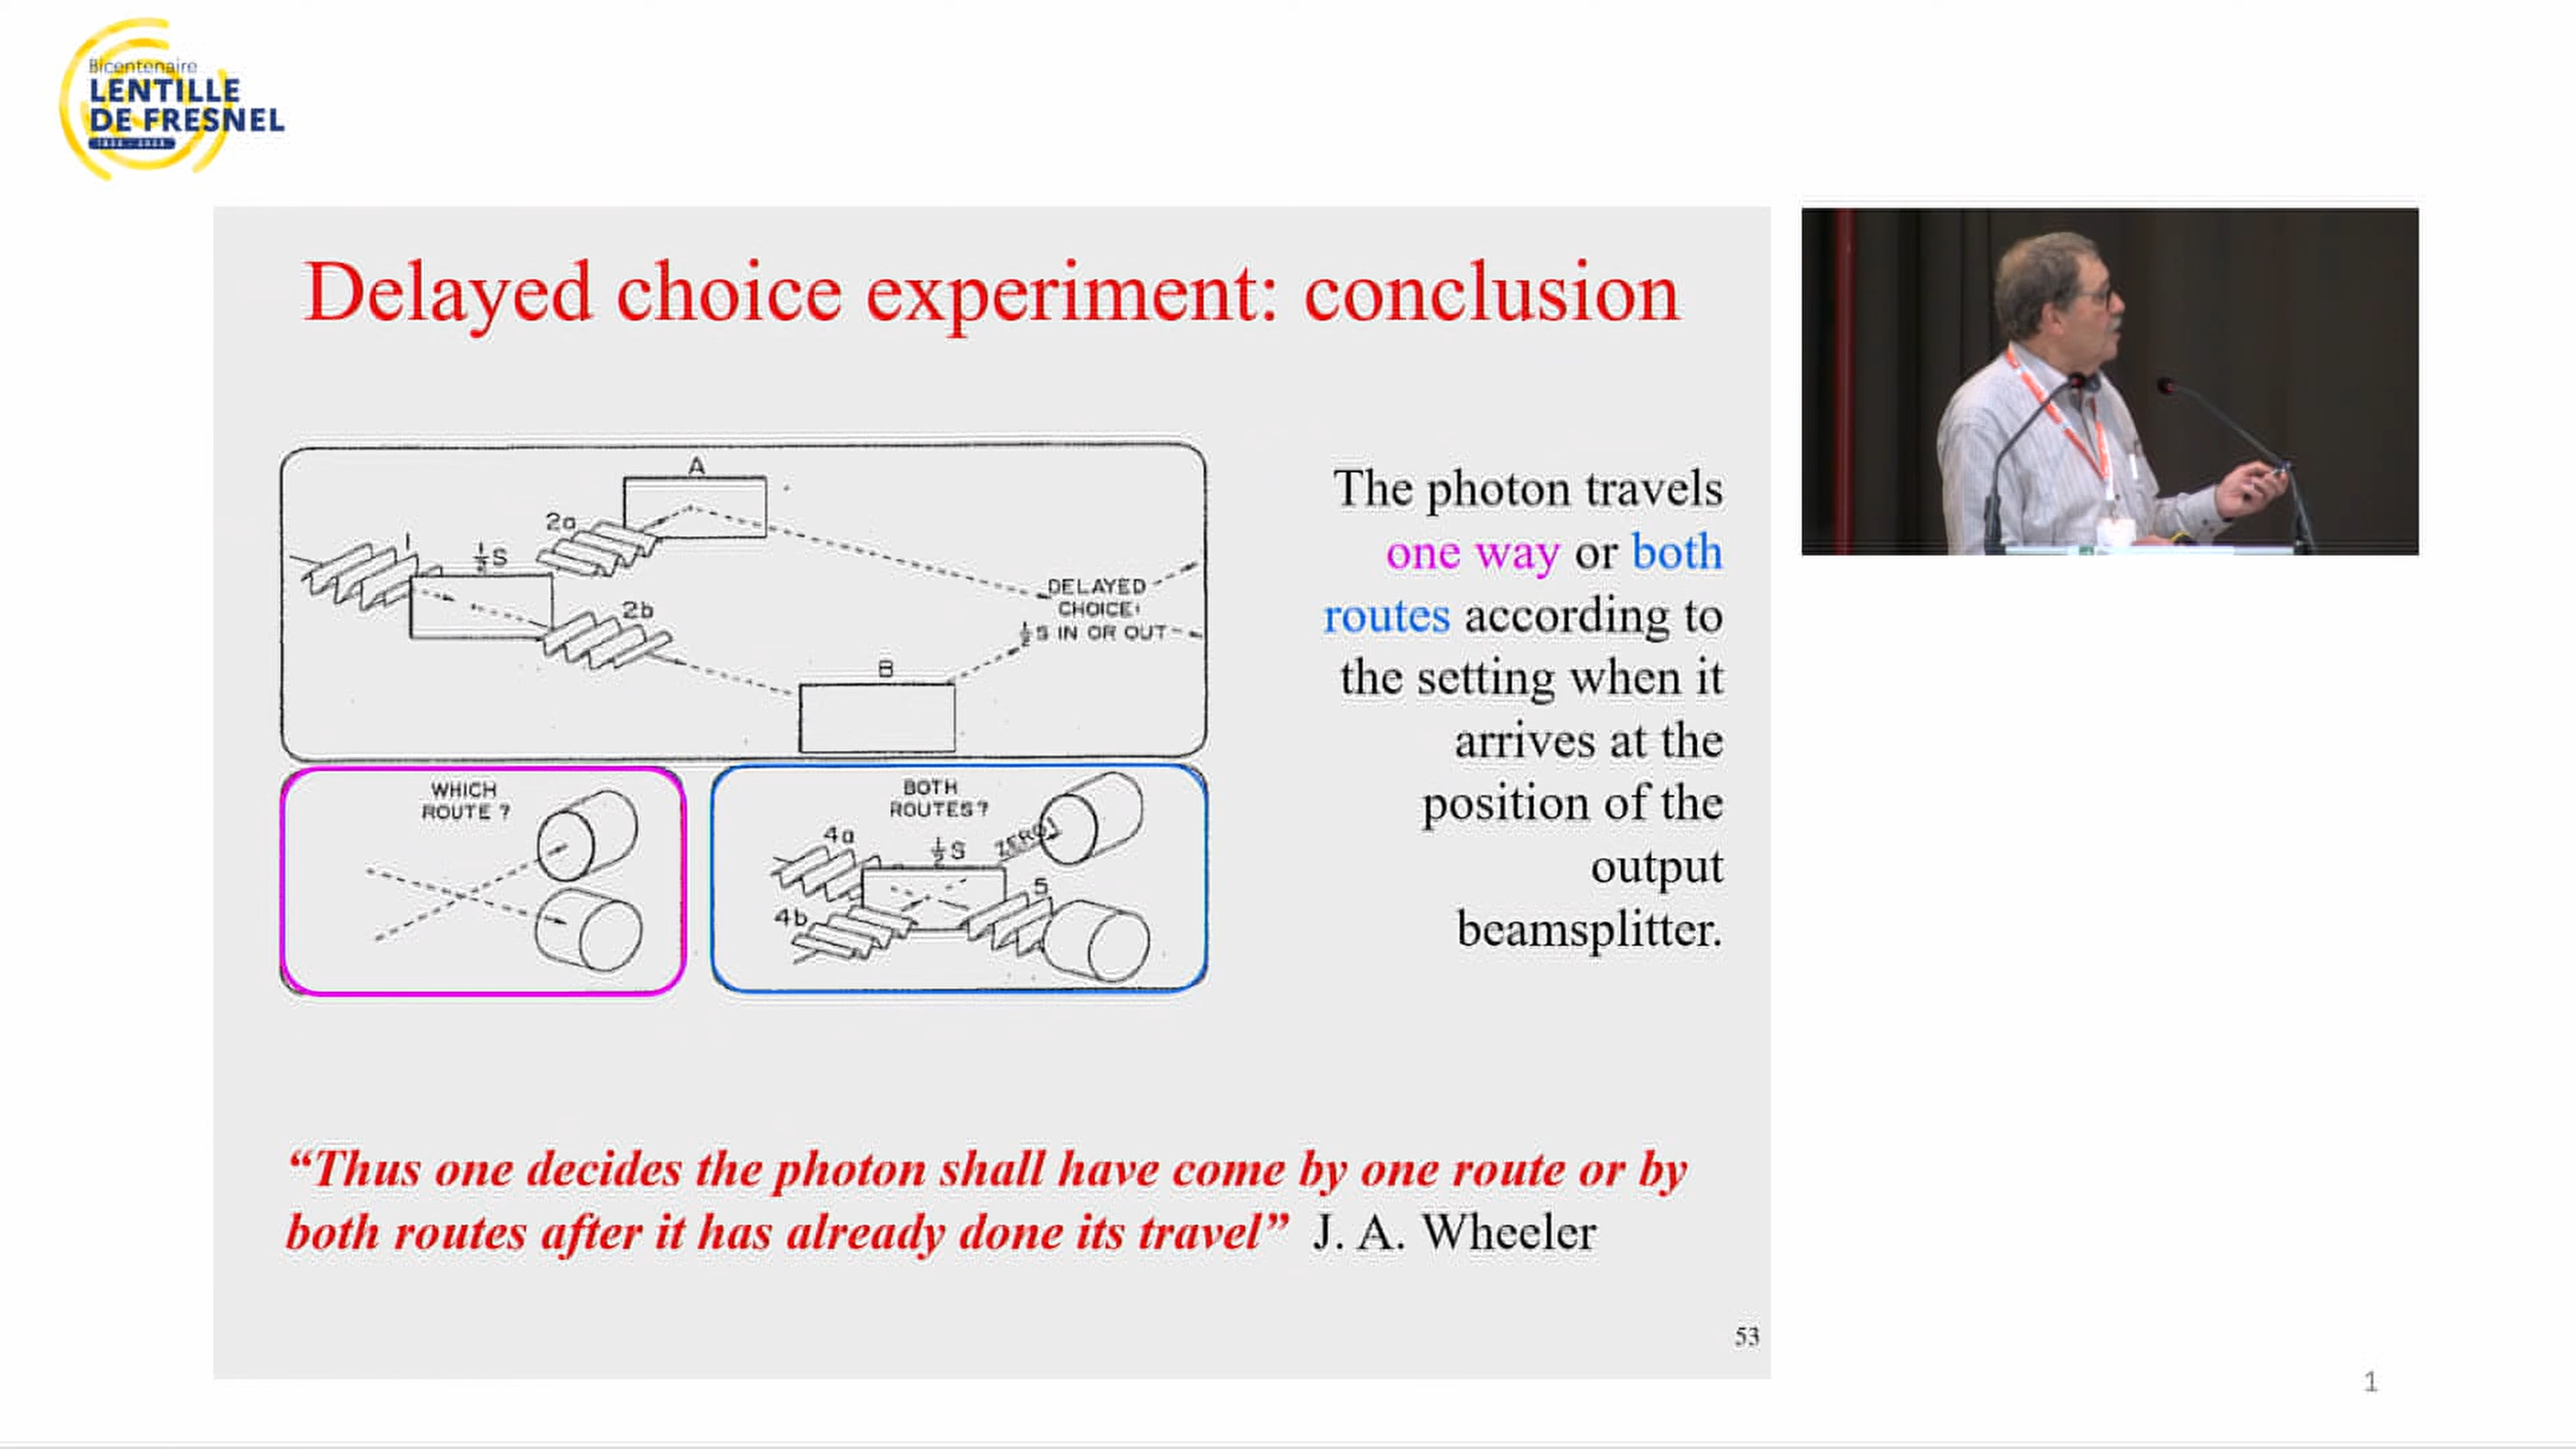 Bicentenaire
LENTILLE
DE FRESNEL
Delayed choice experiment: conclusion
A
2a
1
½S
2b
DELAYED
CHOICE:
½S IN OR OUT
B
WHICH
ROUTE ?
BOTH
ROUTES?
4a
½S
ZERO
5
4b
The photon travels
one way or both
routes according to
the setting when it
arrives at the
position of the
output
beamsplitter.
“Thus one decides the photon shall have come by one route or by
both routes after it has already done its travel” J. A. Wheeler
53
1